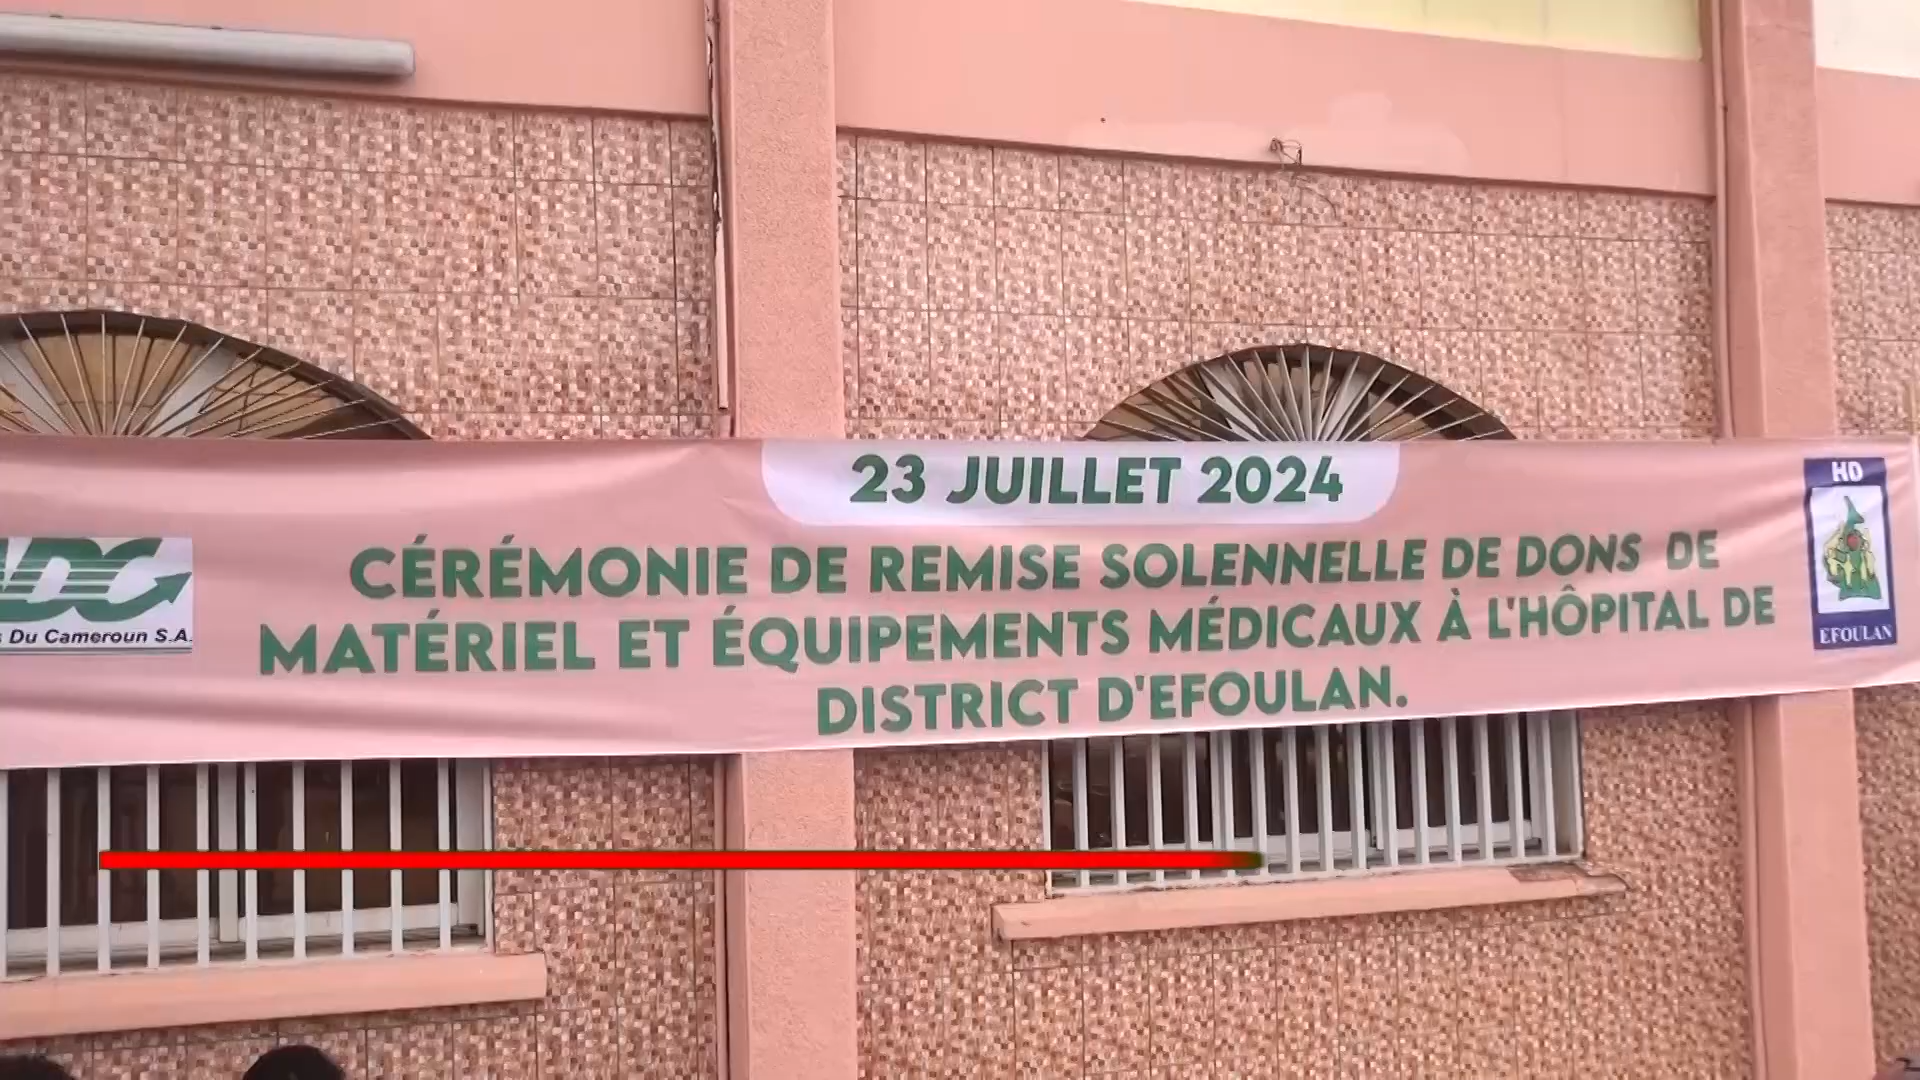 23 JUILLET 2024
CÉRÉMONIE DE REMISE SOLENNELLE DE DONS DE
MATÉRIEL ET ÉQUIPEMENTS MÉDICAUX À L'HÔPITAL DE
DISTRICT D'EFOULAN.
ADC
Du Cameroun S.A.
HD
EFOULAN